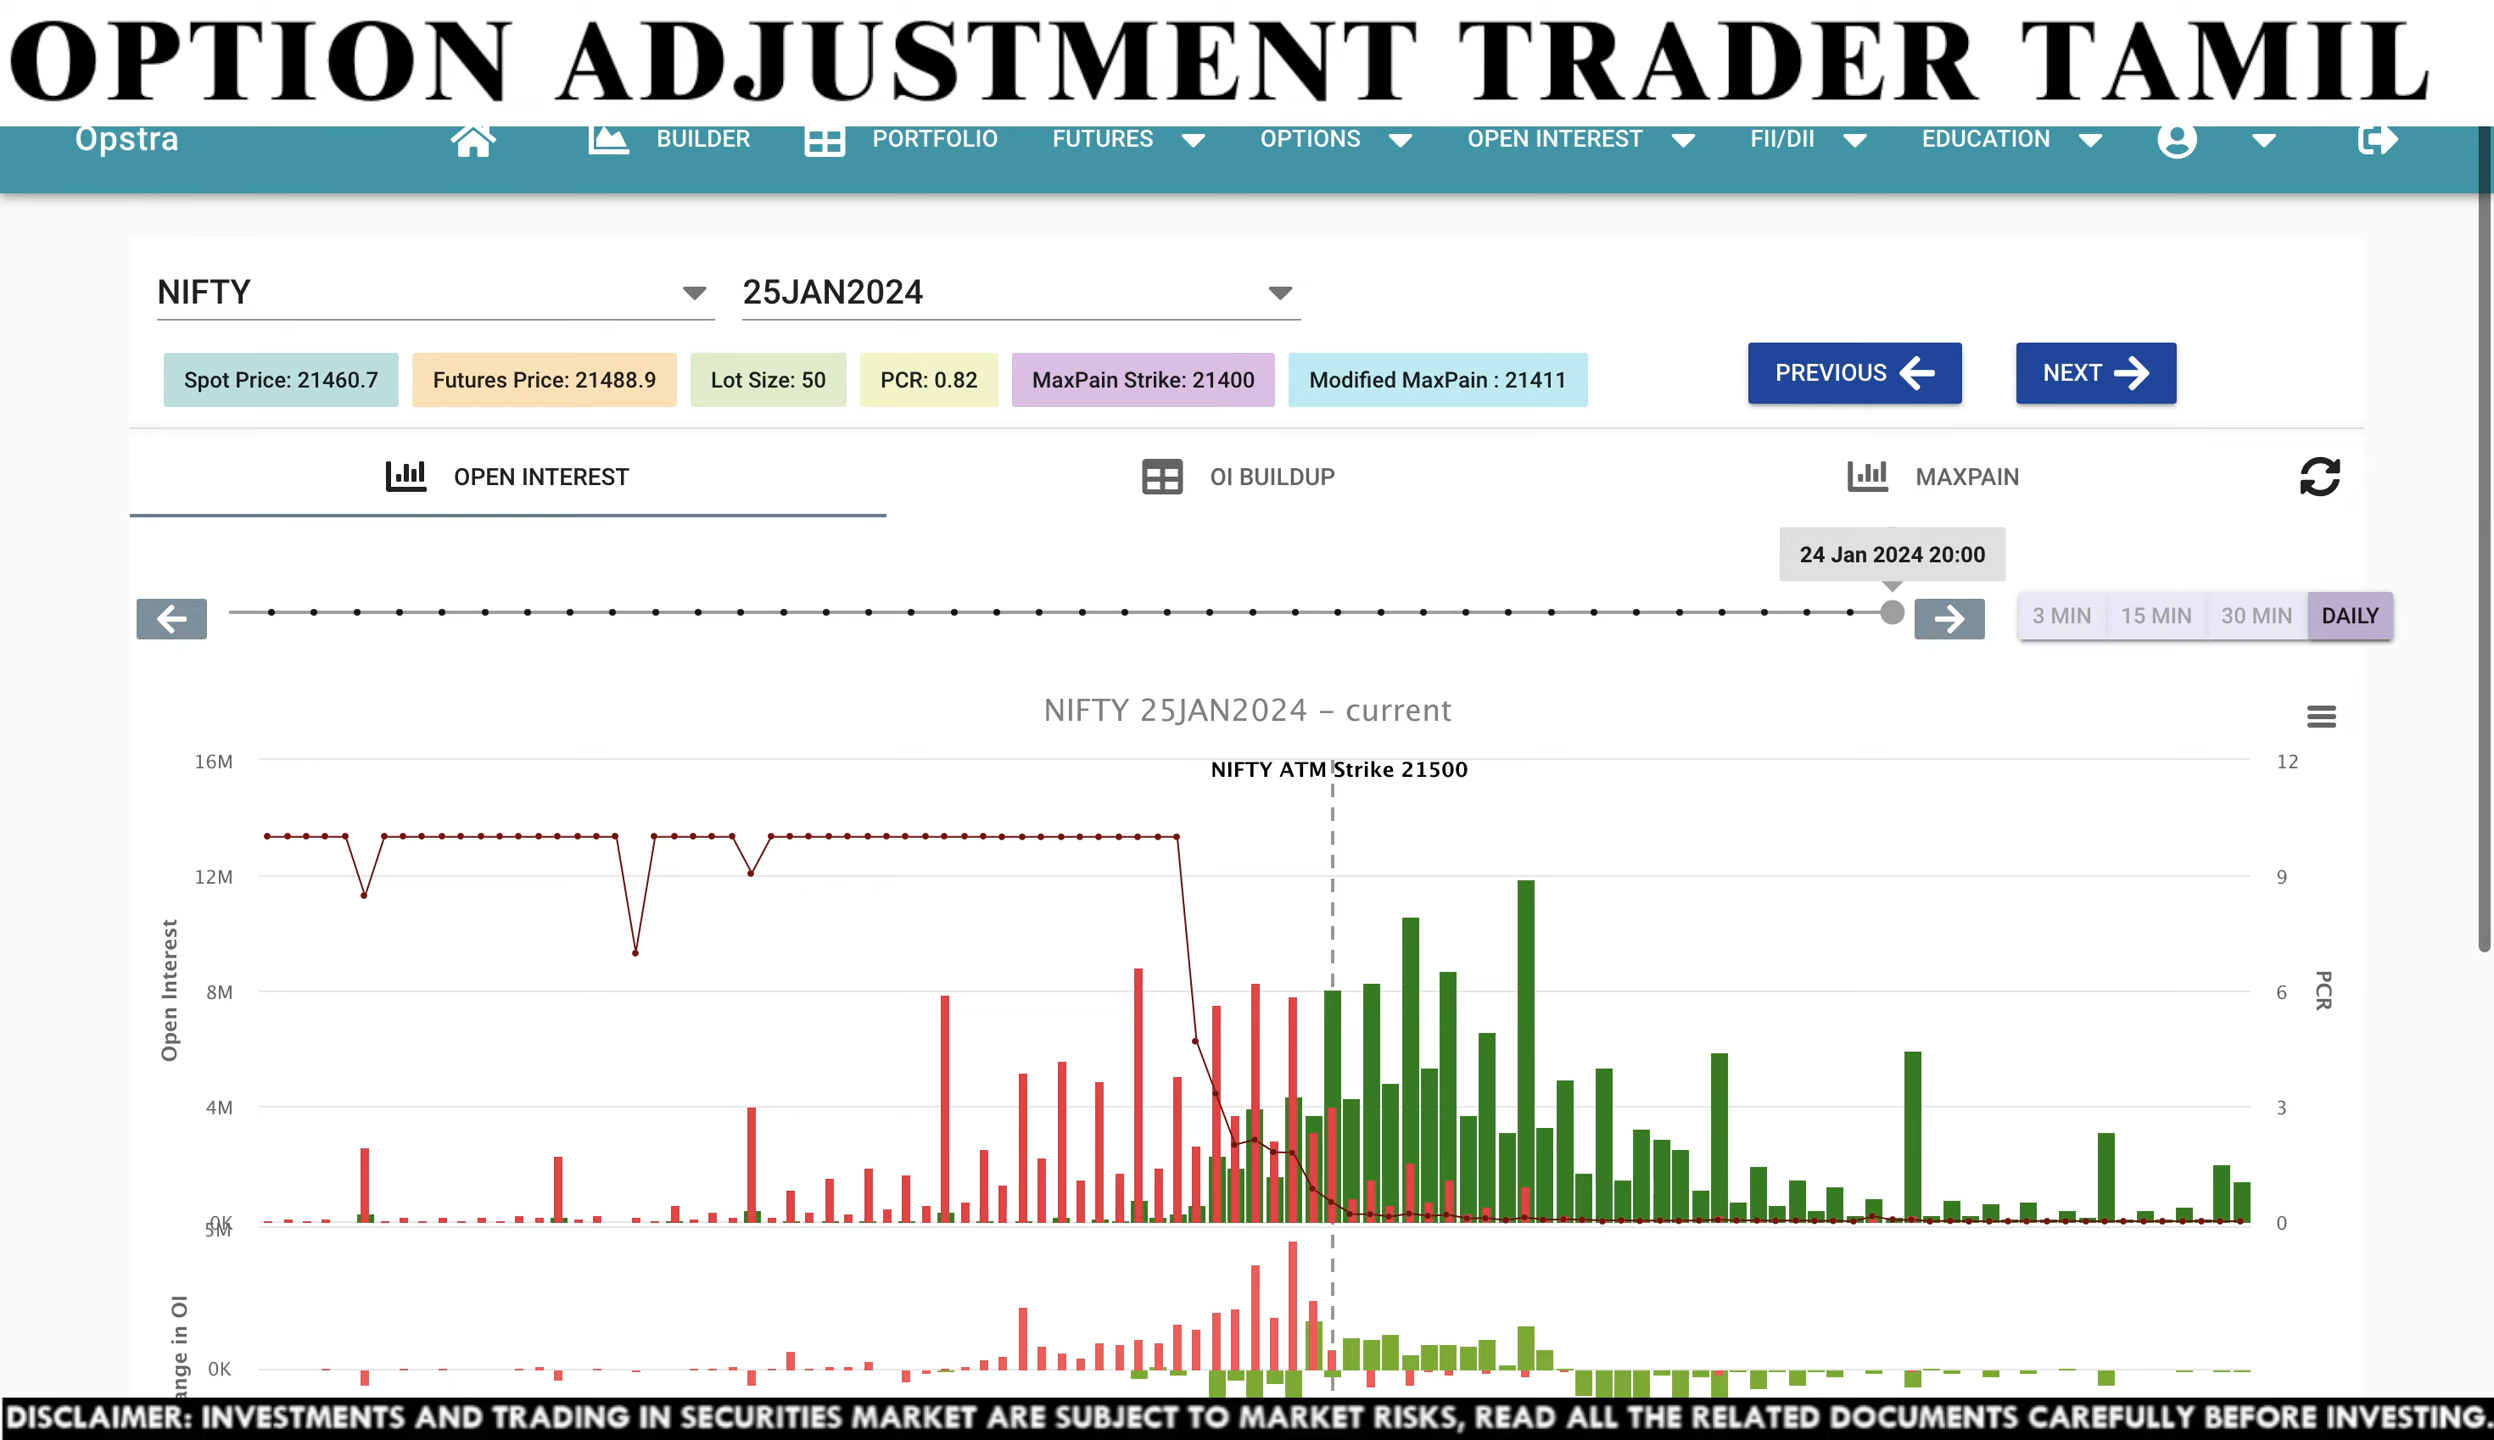 OPTION ADJUSTMENT TRADER TAMIL
Opstra BUILDER PORTFOLIO FUTURES OPTIONS OPEN INTEREST FII/DII EDUCATION
NIFTY 25JAN2024
Spot Price: 21460.7 Futures Price: 21488.9 Lot Size: 50 PCR: 0.82 MaxPain Strike: 21400 Modified MaxPain : 21411 PREVIOUS NEXT
OPEN INTEREST OI BUILDUP MAXPAIN
24 Jan 2024 20:00
3 MIN 15 MIN 30 MIN DAILY
NIFTY 25JAN2024 – current
NIFTY ATM Strike 21500
16M 12
12M 9
8M 6
4M 3
0K 0
Open Interest
PCR
5M
0K
ange in OI
DISCLAIMER: INVESTMENTS AND TRADING IN SECURITIES MARKET ARE SUBJECT TO MARKET RISKS, READ ALL THE RELATED DOCUMENTS CAREFULLY BEFORE INVESTING.